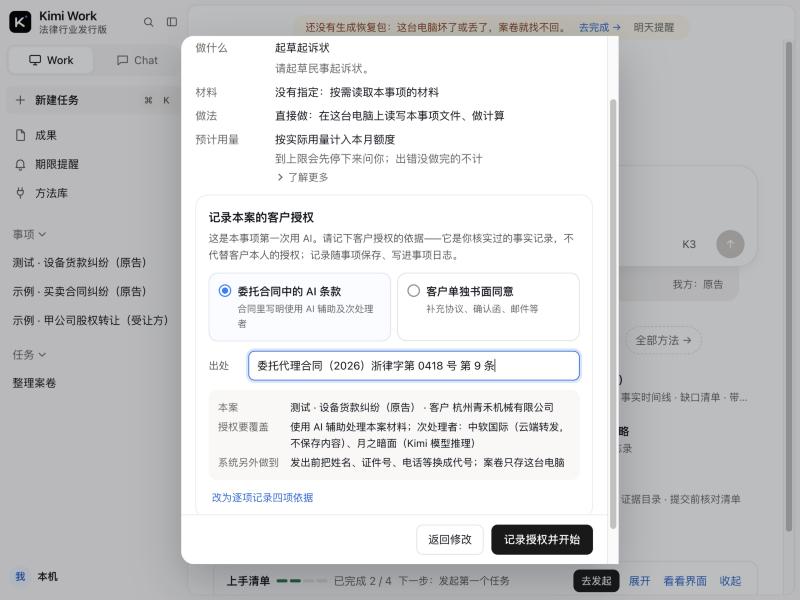 Kimi Work
法律行业发行版
Work
Chat
新建任务 ⌘ K
成果
期限提醒
方法库
事项
测试 · 设备货款纠纷（原告）
示例 · 买卖合同纠纷（原告）
示例 · 甲公司股权转让（受让方）
任务
整理案卷
我 本机
还没有生成恢复包：这台电脑坏了或丢了，案卷就找不回。 去完成 → 明天提醒
做什么 起草起诉状
请起草民事起诉状。
材料 没有指定：按需读取本事项的材料
做法 直接做：在这台电脑上读写本事项文件、做计算
预计用量 按实际用量计入本月额度
到上限会先停下来问你；出错没做完的不计
了解更多
记录本案的客户授权
这是本事项第一次用 AI。请记下客户授权的依据——它是你核实过的事实记录，不
代替客户本人的授权；记录随事项保存、写进事项日志。
委托合同中的 AI 条款
合同里写明使用 AI 辅助及次处理
者
客户单独书面同意
补充协议、确认函、邮件等
出处 委托代理合同（2026）浙律字第 0418 号 第 9 条
本案 测试 · 设备货款纠纷（原告） · 客户 杭州青禾机械有限公司
授权要覆盖 使用 AI 辅助处理本案材料；次处理者：中软国际（云端转发，
不保存内容）、月之暗面（Kimi 模型推理）
系统另外做到 发出前把姓名、证件号、电话等换成代号；案卷只存这台电脑
改为逐项记录四项依据
返回修改 记录授权并开始
K3
我方：原告
全部方法 →
事实时间线 · 缺口清单 · 带...
略
证据目录 · 提交前核对清单
上手清单 已完成 2 / 4 下一步：发起第一个任务 去发起 展开 看看界面 收起